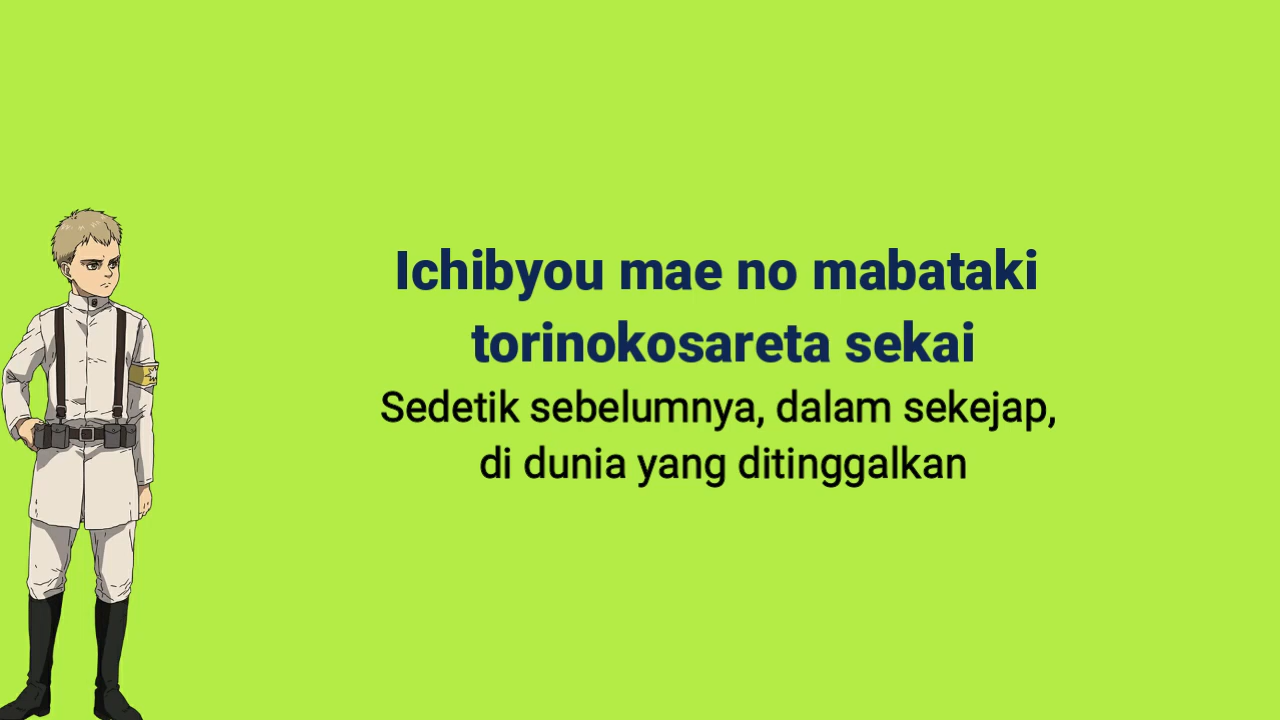 Ichibyou mae no mabataki
torinokosareta sekai
Sedetik sebelumnya, dalam sekejap,
di dunia yang ditinggalkan